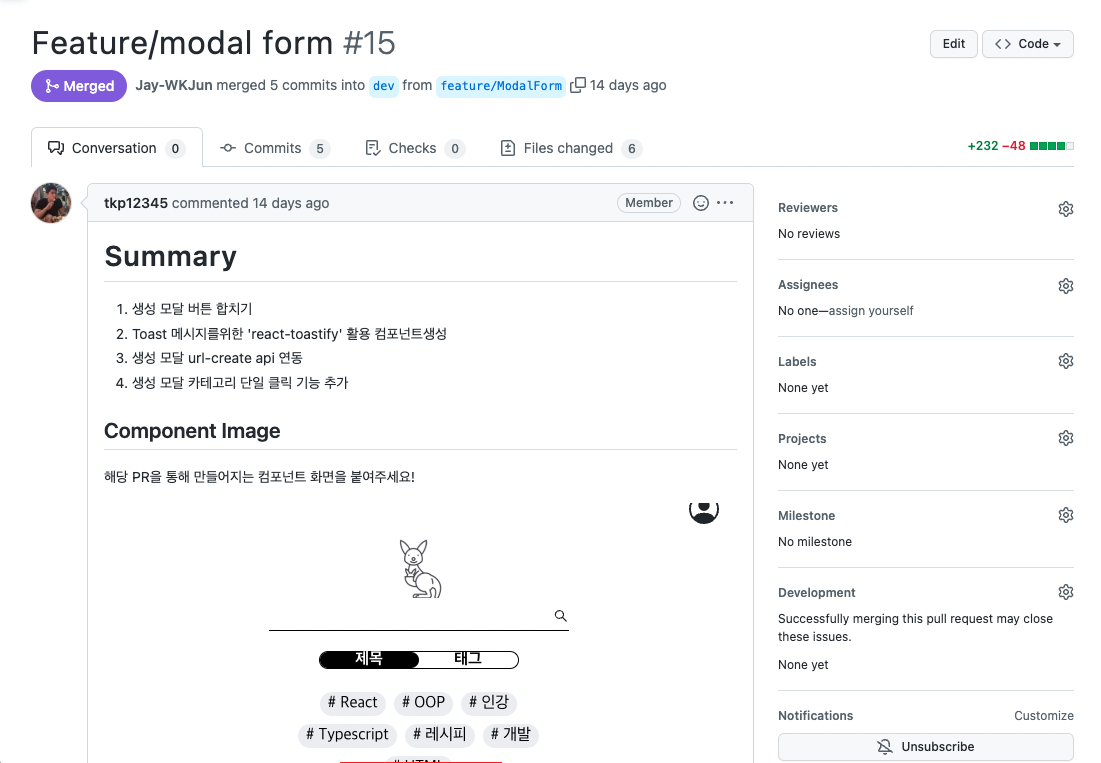 Feature/modal form #15
Edit
Code
Merged
Jay-WKJun merged 5 commits into dev from feature/ModalForm 14 days ago
Conversation 0
Commits 5
Checks 0
Files changed 6
+232 −48
tkp12345 commented 14 days ago
Member
Summary
1. 생성 모달 버튼 합치기
2. Toast 메시지를위한 'react-toastify' 활용 컴포넌트생성
3. 생성 모달 url-create api 연동
4. 생성 모달 카테고리 단일 클릭 기능 추가
Component Image
해당 PR을 통해 만들어지는 컴포넌트 화면을 붙여주세요!
제목
태그
# React
# OOP
# 인강
# Typescript
# 레시피
# 개발
# HTML
Reviewers
No reviews
Assignees
No one—assign yourself
Labels
None yet
Projects
None yet
Milestone
No milestone
Development
Successfully merging this pull request may close
these issues.
None yet
Notifications
Customize
Unsubscribe